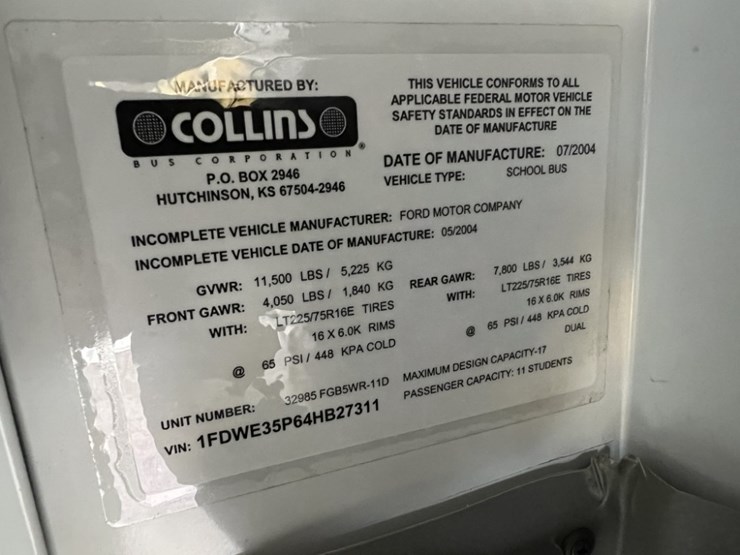 MANUFACTURED BY:
COLLINS
BUS CORPORATION®
P.O. BOX 2946
HUTCHINSON, KS 67504-2946
THIS VEHICLE CONFORMS TO ALL
APPLICABLE FEDERAL MOTOR VEHICLE
SAFETY STANDARDS IN EFFECT ON THE
DATE OF MANUFACTURE
DATE OF MANUFACTURE: 07/2004
VEHICLE TYPE: SCHOOL BUS
INCOMPLETE VEHICLE MANUFACTURER: FORD MOTOR COMPANY
INCOMPLETE VEHICLE DATE OF MANUFACTURE: 05/2004
GVWR: 11,500 LBS / 5,225 KG
FRONT GAWR: 4,050 LBS / 1,840 KG
WITH: LT225/75R16E TIRES
16 X 6.0K RIMS
@ 65 PSI / 448 KPA COLD
REAR GAWR: 7,800 LBS / 3,544 KG
WITH: LT225/75R16E TIRES
16 X 6.0K RIMS
@ 65 PSI / 448 KPA COLD
DUAL
UNIT NUMBER: 32985 FGB5WR-11D
VIN: 1FDWE35P64HB27311
MAXIMUM DESIGN CAPACITY-17
PASSENGER CAPACITY: 11 STUDENTS